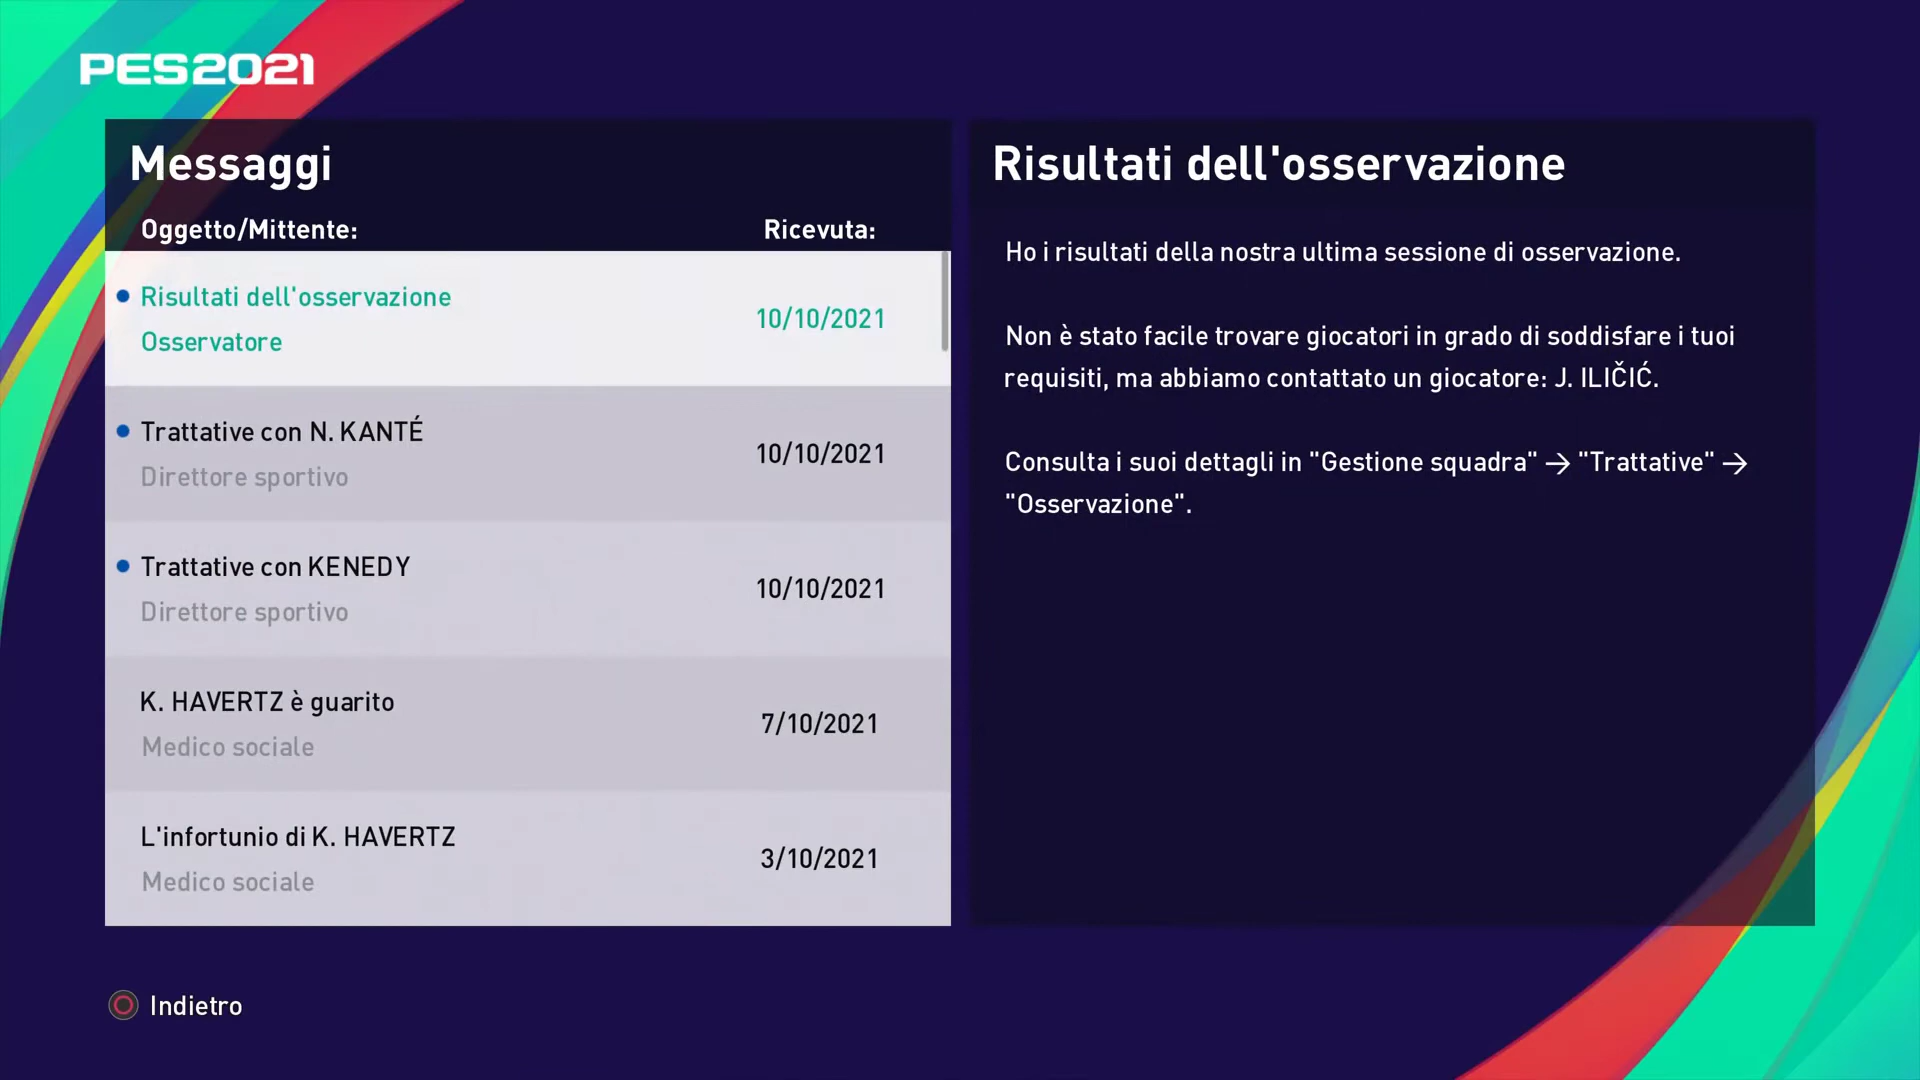 PES2021
Messaggi
Oggetto/Mittente:
Ricevuta:
Risultati dell'osservazione
Osservatore
10/10/2021
Trattative con N. KANTÉ
Direttore sportivo
10/10/2021
Trattative con KENEDY
Direttore sportivo
10/10/2021
K. HAVERTZ è guarito
Medico sociale
7/10/2021
L'infortunio di K. HAVERTZ
Medico sociale
3/10/2021
Risultati dell'osservazione
Ho i risultati della nostra ultima sessione di osservazione.
Non è stato facile trovare giocatori in grado di soddisfare i tuoi
requisiti, ma abbiamo contattato un giocatore: J. ILIČIĆ.
Consulta i suoi dettagli in "Gestione squadra" → "Trattative" →
"Osservazione".
Indietro